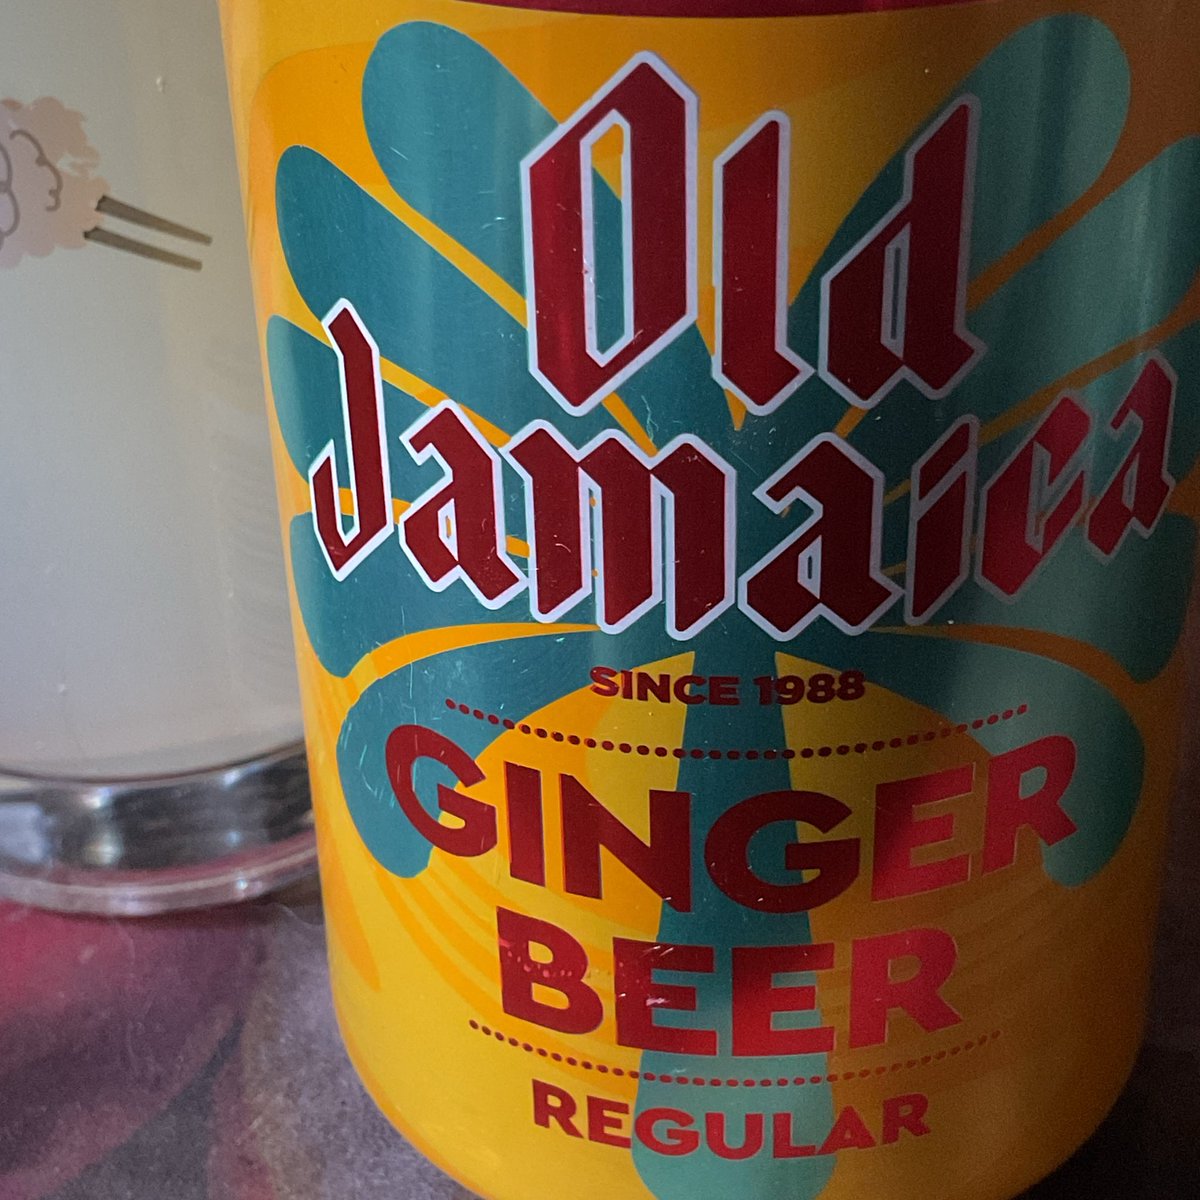 Old
Jamaica
SINCE 1988
GINGER
BEER
REGULAR